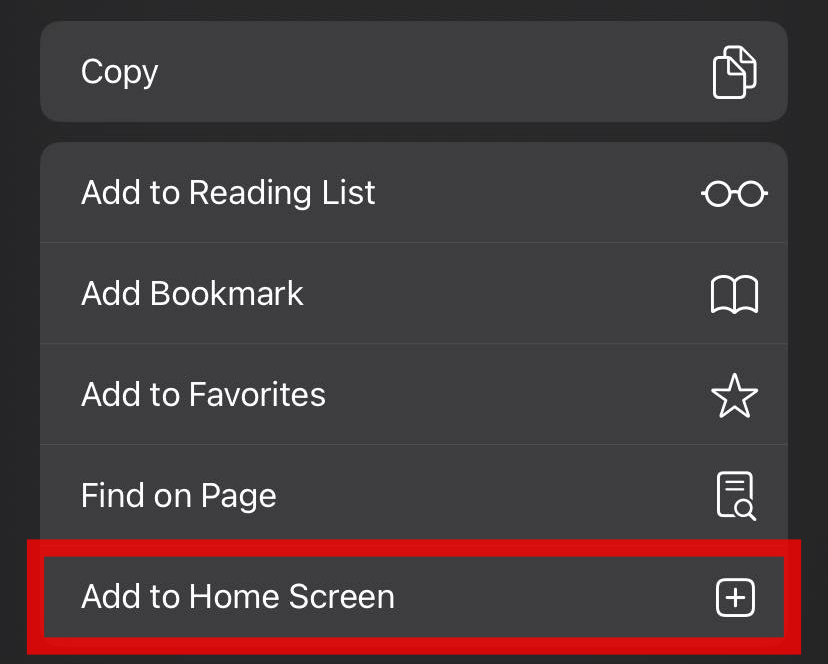 Copy
Add to Reading List
Add Bookmark
Add to Favorites
Find on Page
Add to Home Screen